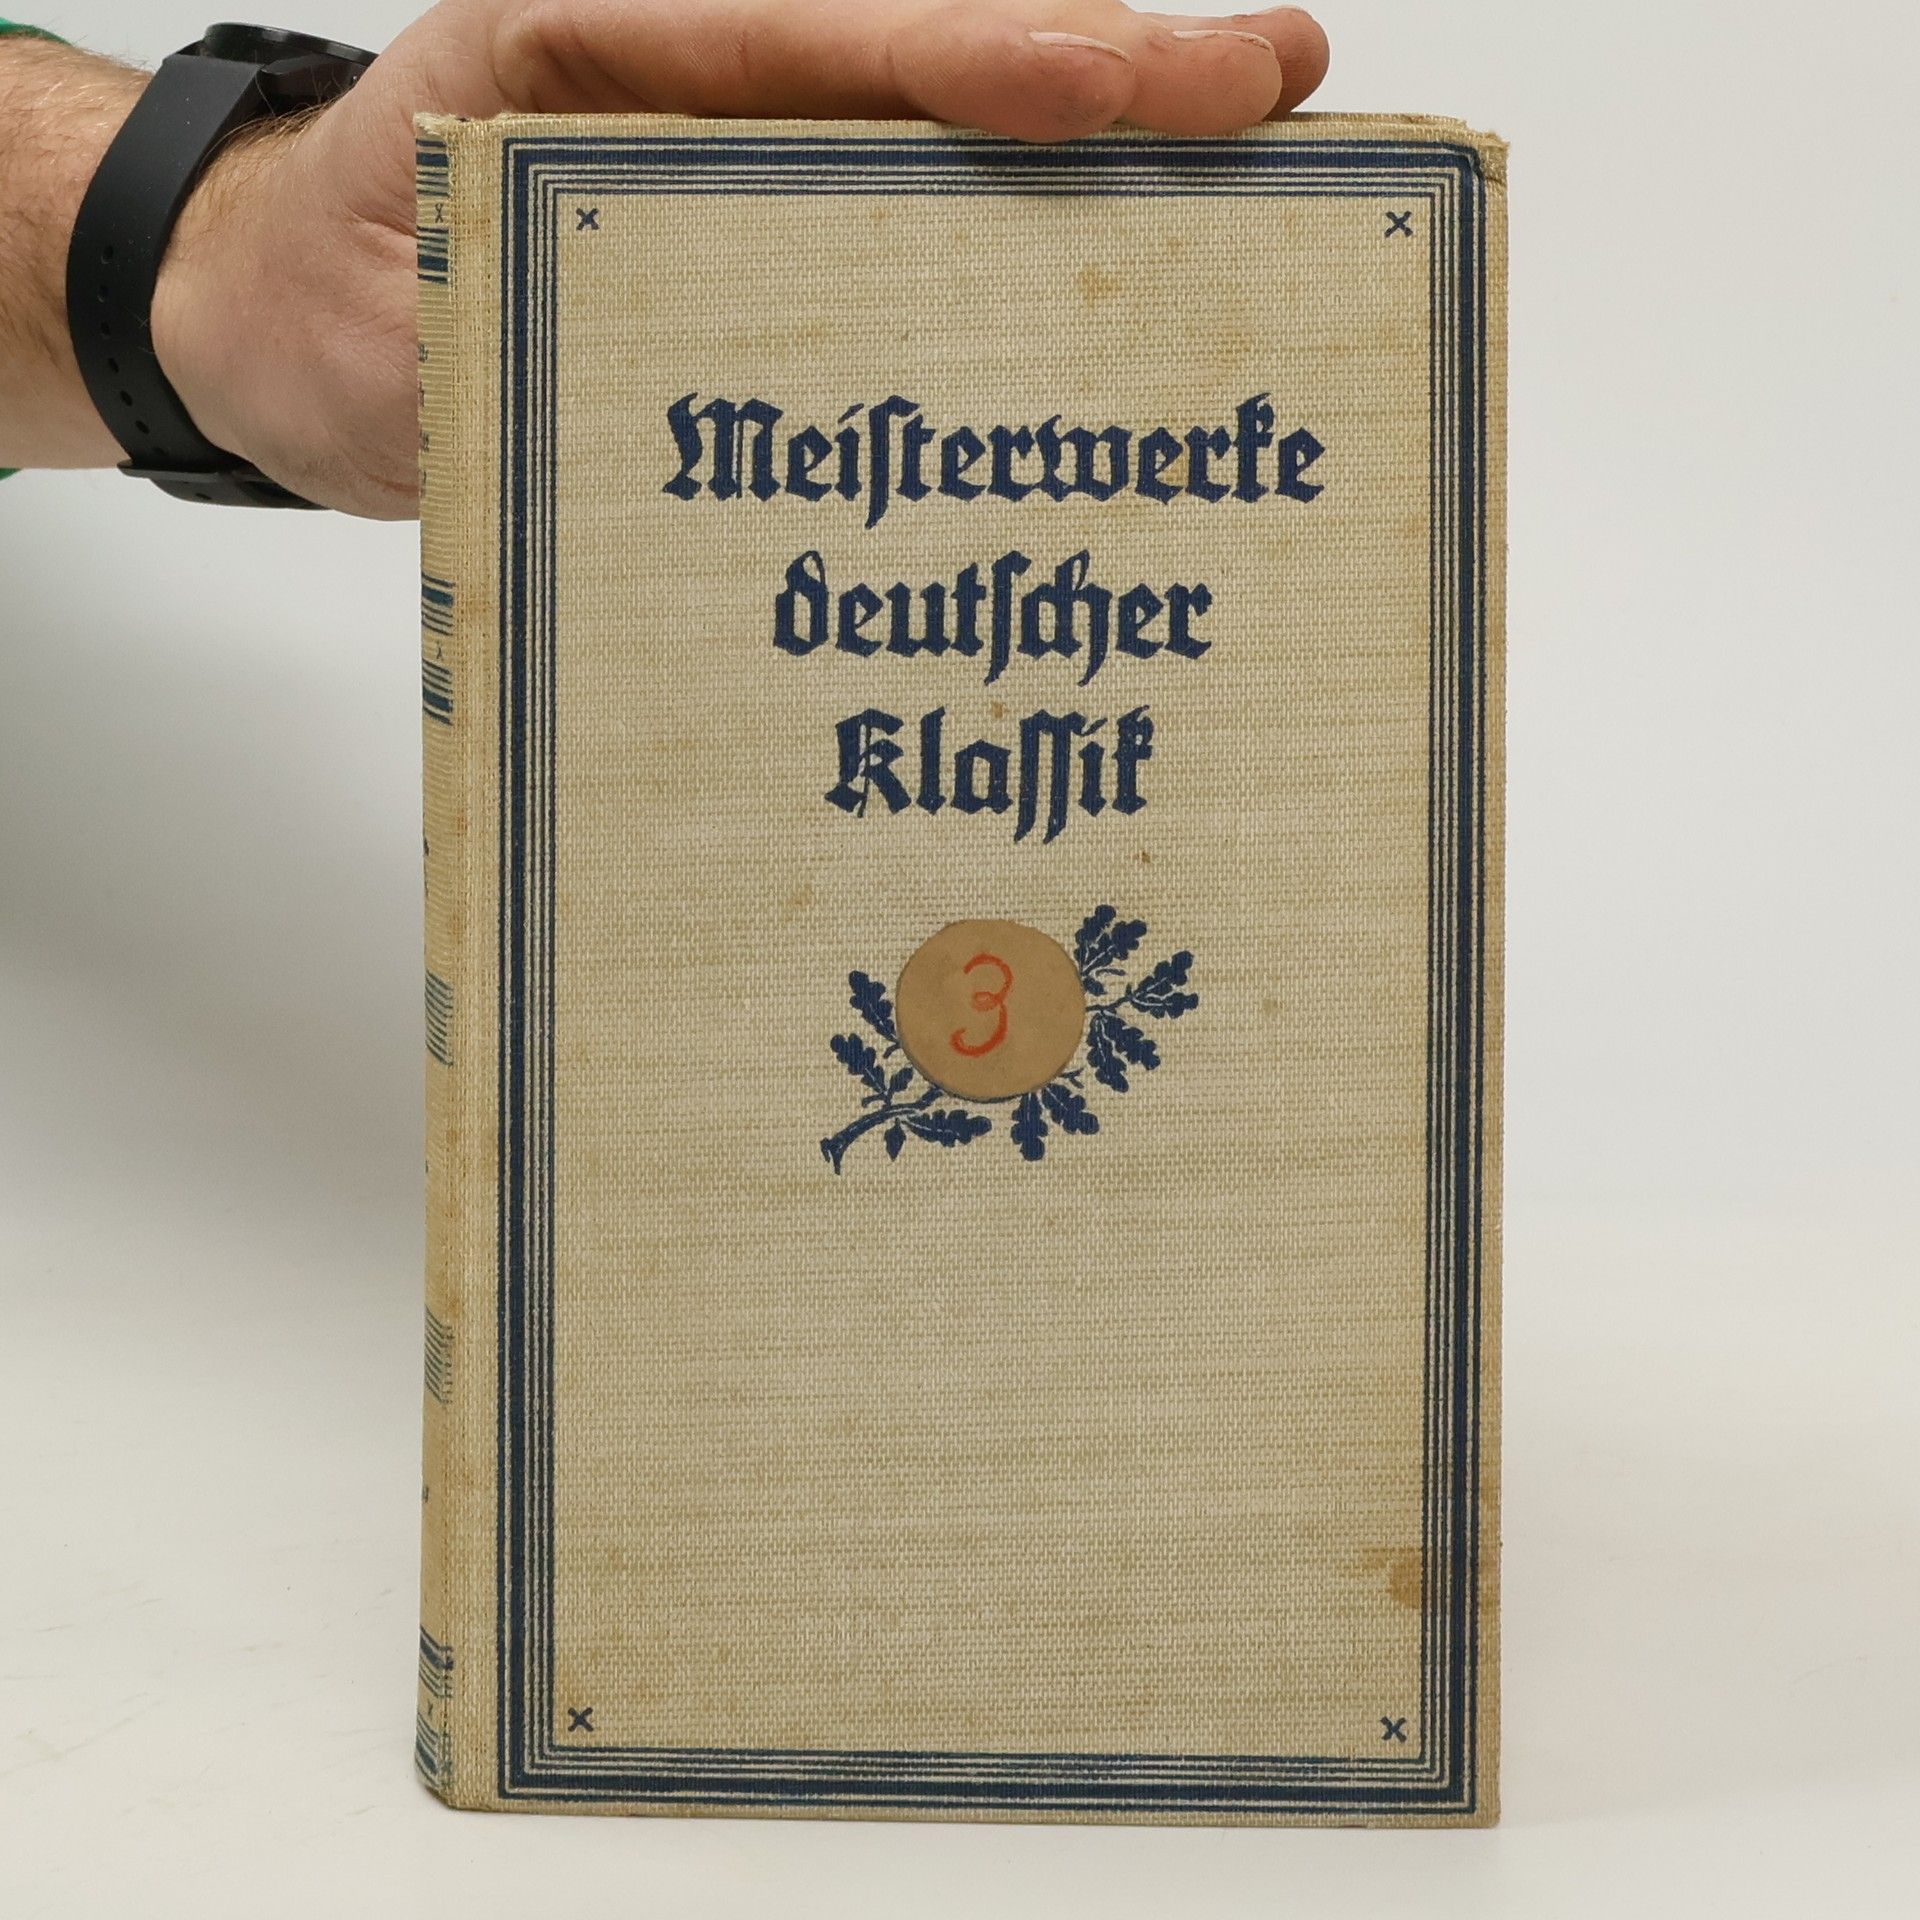 Meiſterwerke
deutſcher
Klaſſik
3